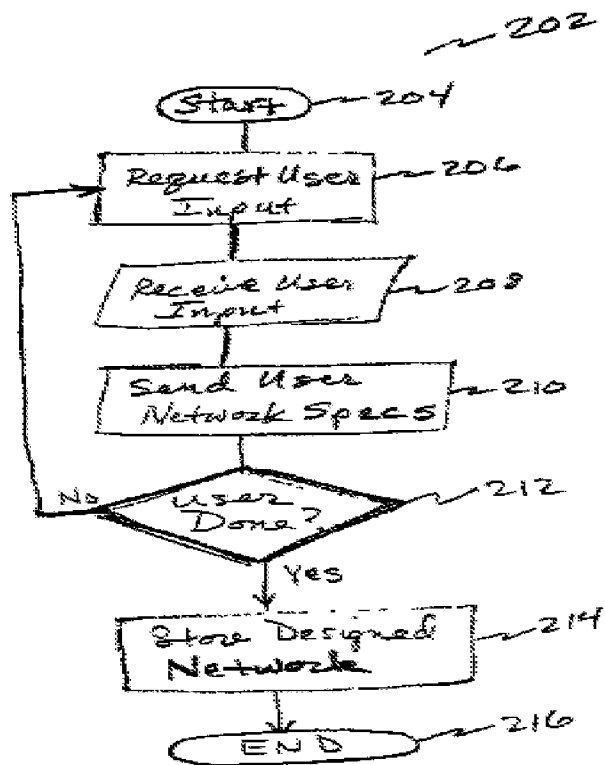 202
Start 204
Request User 206
Input
Receive User 208
Input
Send User 210
Network Specs
No User 212
Done?
Yes
Store Designed 214
Network
END 216